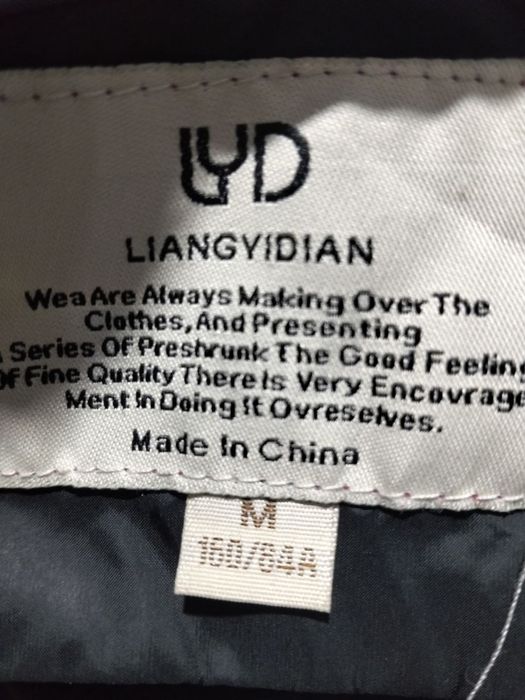 LYD
LIANGYIDIAN
Wea Are Always Making Over The
Clothes,And Presenting
Series Of Preshrunk The Good Feeling
Of Fine Quality There Is Very Encovrage
Ment In Doing It Ovreselves.
Made In China
M
160/84A